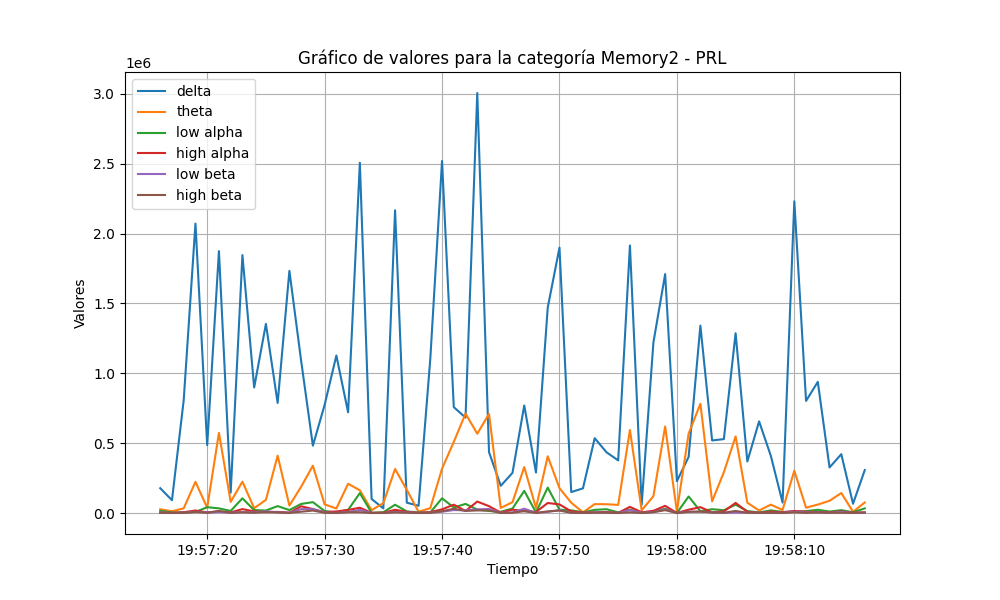 Gráfico de valores para la categoría Memory2 - PRL
1e6
3.0
2.5
2.0
1.5
1.0
0.5
0.0
Valores
delta
theta
low alpha
high alpha
low beta
high beta
19:57:20 19:57:30 19:57:40 19:57:50 19:58:00 19:58:10
Tiempo